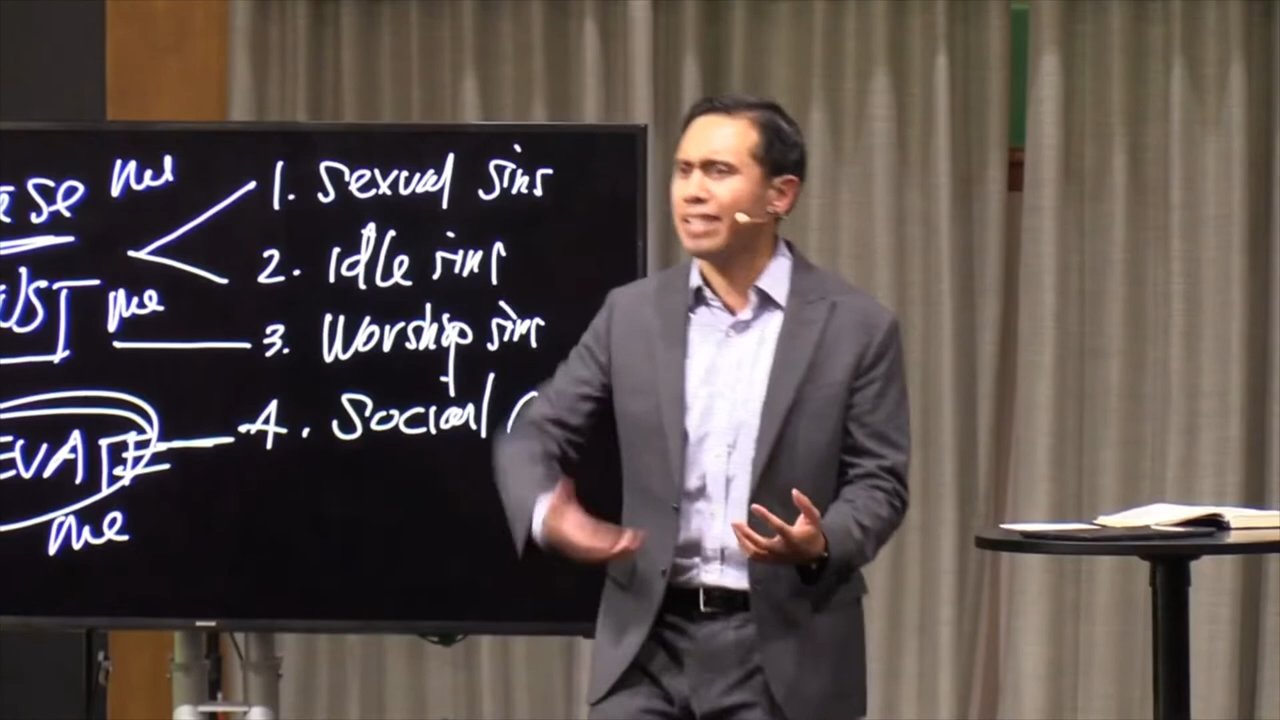 me 1. Sexual sins
2. Idle sins
me 3. Worship sins
4. Social
me